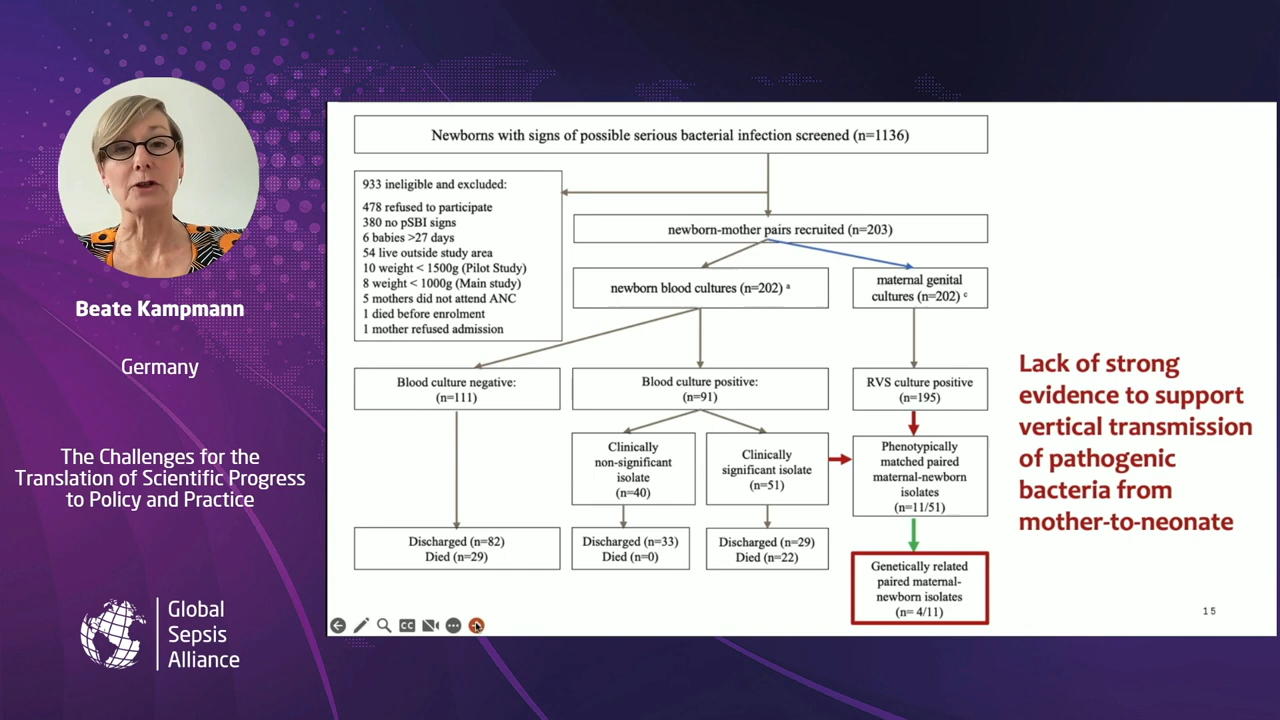 Beate Kampmann
Germany
The Challenges for the
Translation of Scientific Progress
to Policy and Practice
Global
Sepsis
Alliance
Newborns with signs of possible serious bacterial infection screened (n=1136)
933 ineligible and excluded:
478 refused to participate
380 no pSBI signs
6 babies >27 days
54 live outside study area
10 weight < 1500g (Pilot Study)
8 weight < 1000g (Main study)
5 mothers did not attend ANC
1 died before enrolment
1 mother refused admission
newborn-mother pairs recruited (n=203)
newborn blood cultures (n=202) ª
maternal genital
cultures (n=202) ᶜ
Blood culture negative:
(n=111)
Blood culture positive:
(n=91)
RVS culture positive
(n=195)
Clinically
non-significant
isolate
(n=40)
Clinically
significant isolate
(n=51)
Phenotypically
matched paired
maternal-newborn
isolates
(n=11/51)
Discharged (n=82)
Died (n=29)
Discharged (n=33)
Died (n=0)
Discharged (n=29)
Died (n=22)
Genetically related
paired maternal-
newborn isolates
(n= 4/11)
Lack of strong
evidence to support
vertical transmission
of pathogenic
bacteria from
mother-to-neonate
15
CC